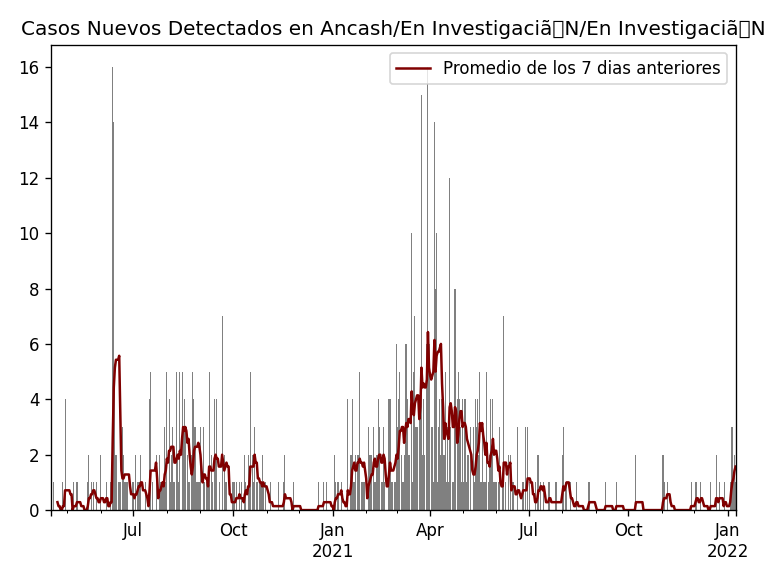 Casos Nuevos Detectados en Ancash/En Investigaciã�N/En Investigaciã�N
Promedio de los 7 dias anteriores
16
14
12
10
8
6
4
2
0
Jul
Oct
Jan
2021
Apr
Jul
Oct
Jan
2022